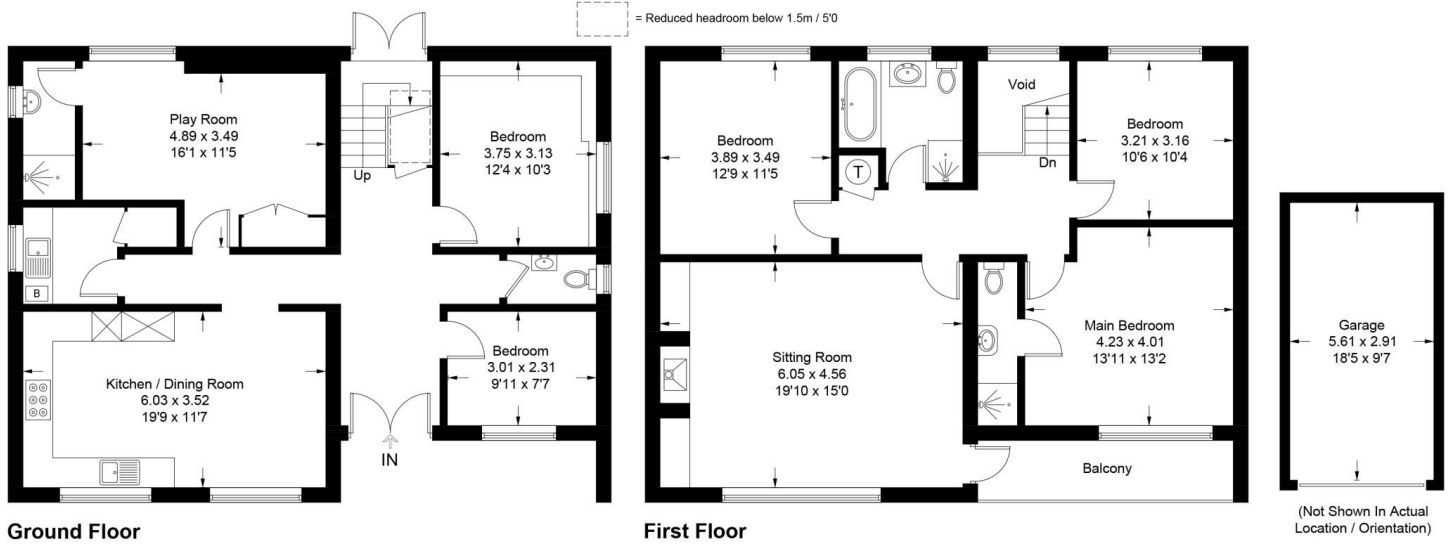 = Reduced headroom below 1.5m / 5'0
Play Room
4.89 x 3.49
16'1 x 11'5
Up
Bedroom
3.75 x 3.13
12'4 x 10'3
B
Kitchen / Dining Room
6.03 x 3.52
19'9 x 11'7
Bedroom
3.01 x 2.31
9'11 x 7'7
IN
Ground Floor
Bedroom
3.89 x 3.49
12'9 x 11'5
T
Void
Dn
Bedroom
3.21 x 3.16
10'6 x 10'4
Sitting Room
6.05 x 4.56
19'10 x 15'0
Main Bedroom
4.23 x 4.01
13'11 x 13'2
Balcony
First Floor
Garage
5.61 x 2.91
18'5 x 9'7
(Not Shown In Actual
Location / Orientation)